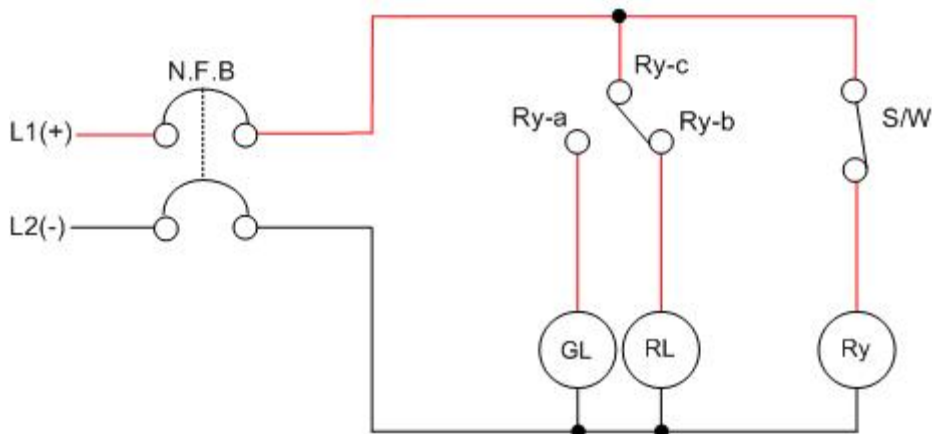 N.F.B
L1(+)
L2(-)
Ry-c
Ry-a
Ry-b
S/W
GL
RL
Ry